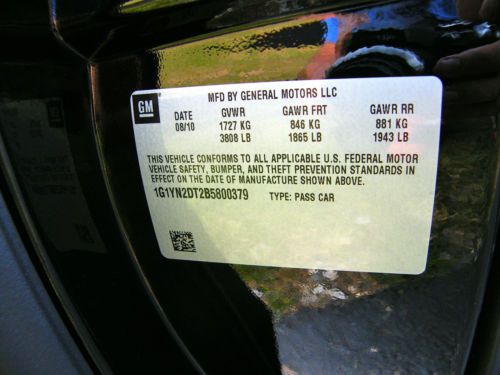 GM
MFD BY GENERAL MOTORS LLC
DATE GVWR GAWR FRT GAWR RR
08/10 1727 KG 846 KG 881 KG
3808 LB 1865 LB 1943 LB
THIS VEHICLE CONFORMS TO ALL APPLICABLE U.S. FEDERAL MOTOR
VEHICLE SAFETY, BUMPER, AND THEFT PREVENTION STANDARDS IN
EFFECT ON THE DATE OF MANUFACTURE SHOWN ABOVE.
1G1YN2DT2B5800379 TYPE: PASS CAR